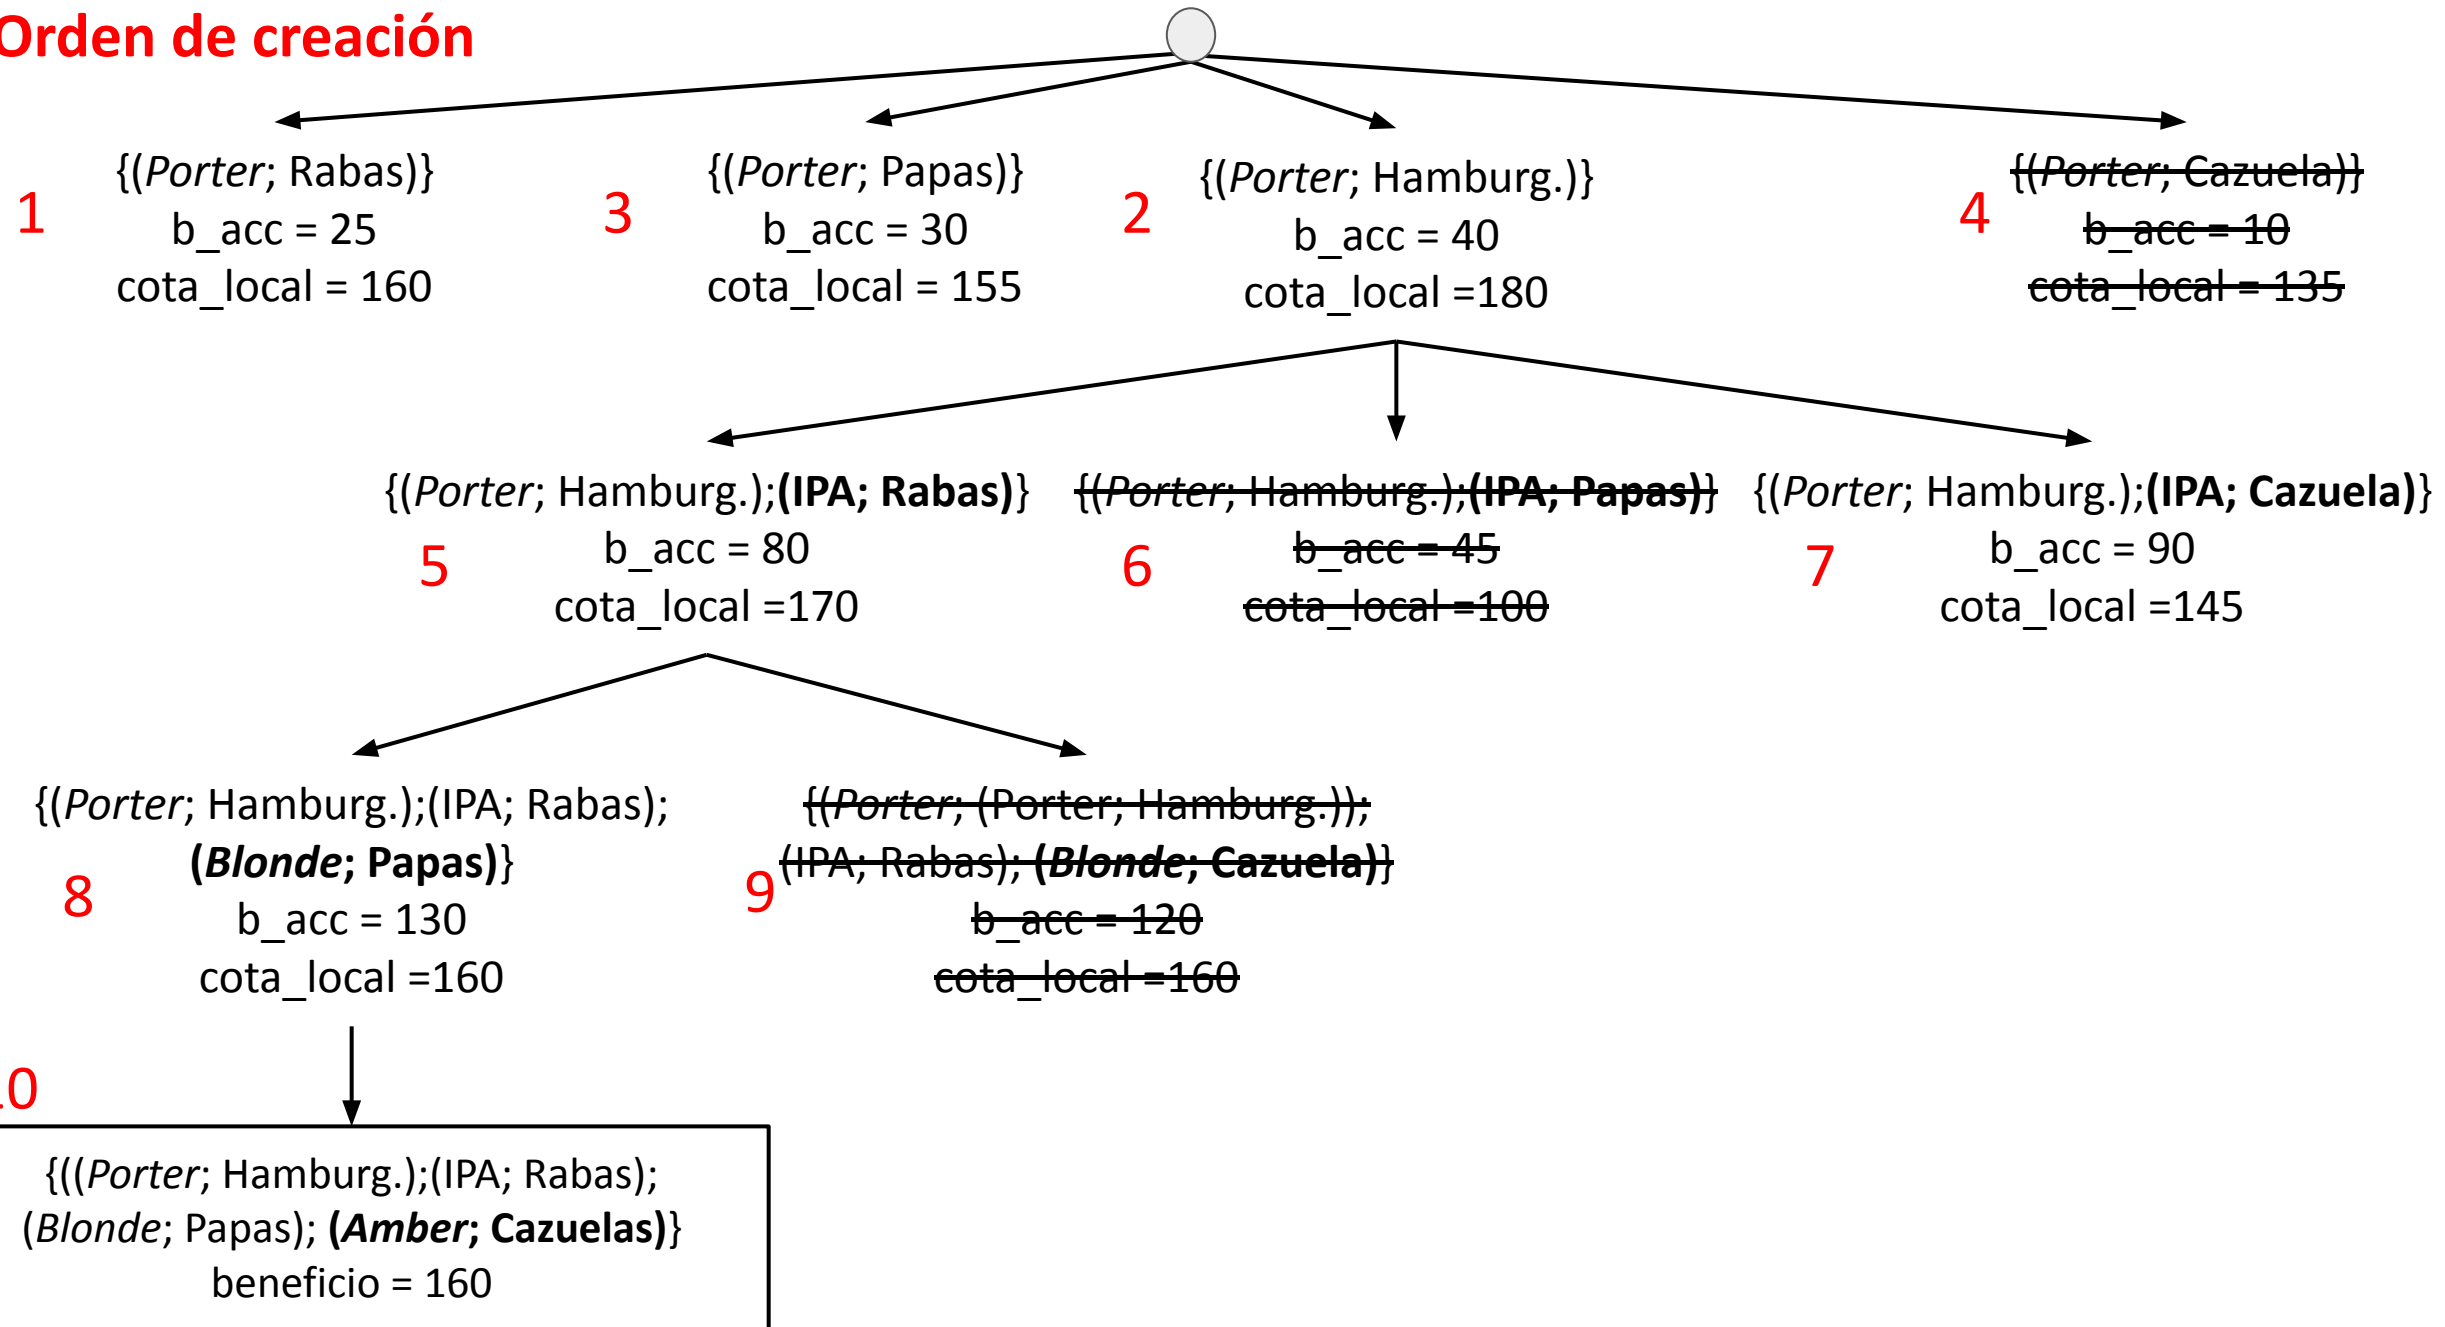 Orden de creación
1
{(Porter; Rabas)}
b_acc = 25
cota_local = 160
3
{(Porter; Papas)}
b_acc = 30
cota_local = 155
2
{(Porter; Hamburg.)}
b_acc = 40
cota_local =180
4
{(Porter; Cazuela)}
b_acc = 10
cota_local = 135
5
{(Porter; Hamburg.);(IPA; Rabas)}
b_acc = 80
cota_local =170
6
{(Porter; Hamburg.);(IPA; Papas)}
b_acc = 45
cota_local =100
7
{(Porter; Hamburg.);(IPA; Cazuela)}
b_acc = 90
cota_local =145
8
{(Porter; Hamburg.);(IPA; Rabas);
(Blonde; Papas)}
b_acc = 130
cota_local =160
9
{(Porter; (Porter; Hamburg.));
(IPA; Rabas); (Blonde; Cazuela)}
b_acc = 120
cota_local =160
10
{((Porter; Hamburg.);(IPA; Rabas);
(Blonde; Papas); (Amber; Cazuelas)}
beneficio = 160